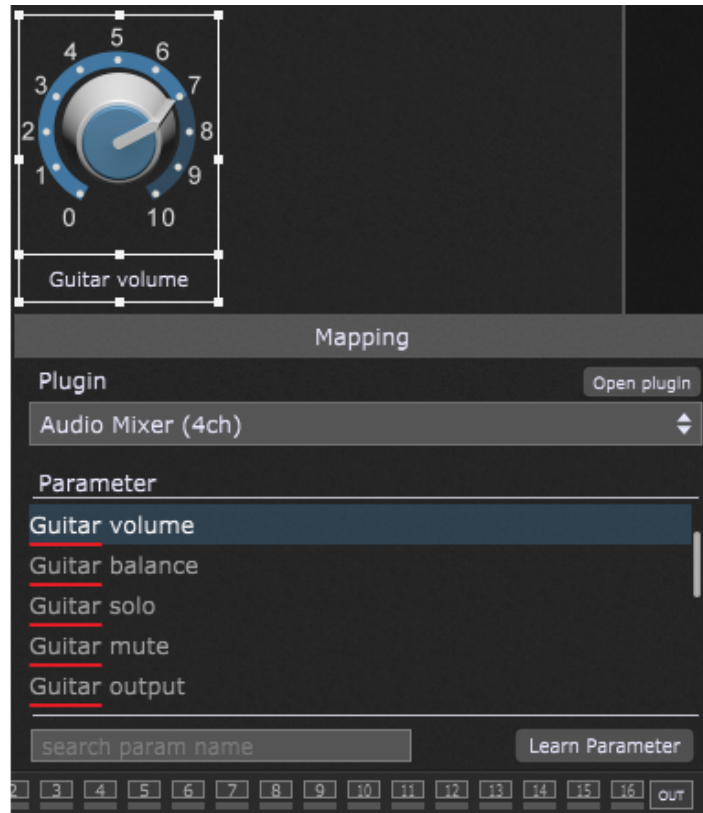 5
4 6
3 7
2 8
1 9
0 10
Guitar volume
Mapping
Plugin Open plugin
Audio Mixer (4ch)
Parameter
Guitar volume
Guitar balance
Guitar solo
Guitar mute
Guitar output
search param name Learn Parameter
2 3 4 5 6 7 8 9 10 11 12 13 14 15 16 OUT